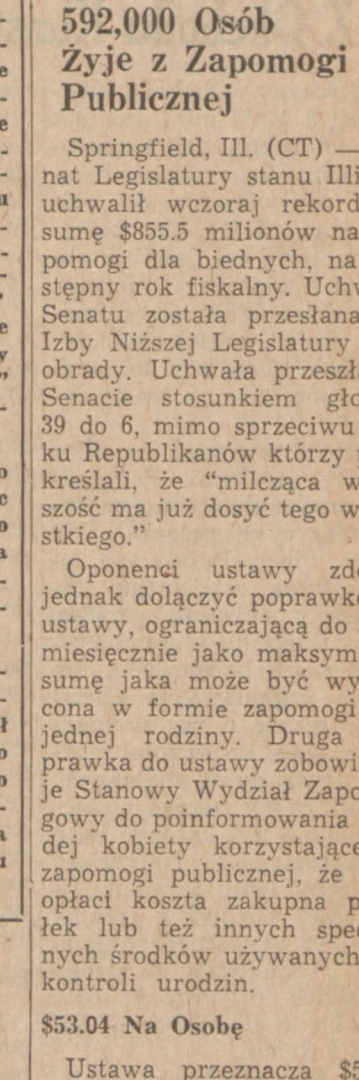 592,000 Osób
Żyje z Zapomogi
Publicznej
Springfield, Ill. (CT) —
nat Legislatury stanu Illi
uchwalił wczoraj rekord
sumę $855.5 milionów na
pomogi dla biednych, na
stępny rok fiskalny. Uchw
Senatu została przesłana
Izby Niższej Legislatury
obrady. Uchwała przeszła
Senacie stosunkiem gło
39 do 6, mimo sprzeciwu
ku Republikanów którzy
kreślali, że “milcząca w
szość ma już dosyć tego w
stkiego.”
Oponenci ustawy zdo
jednak dolączyć poprawkę
ustawy, ograniczającą do
miesięcznie jako maksym
sumę jaka może być wy
cona w formie zapomogi
jednej rodziny. Druga
prawka do ustawy zobowi
je Stanowy Wydział Zapo
gowy do poinformowania
dej kobiety korzystające
zapomogi publicznej, że
opłaci koszta zakupna p
łek lub też innych spec
nych środków używanych
kontroli urodzin.
$53.04 Na Osobę
Ustawa przeznacza $5